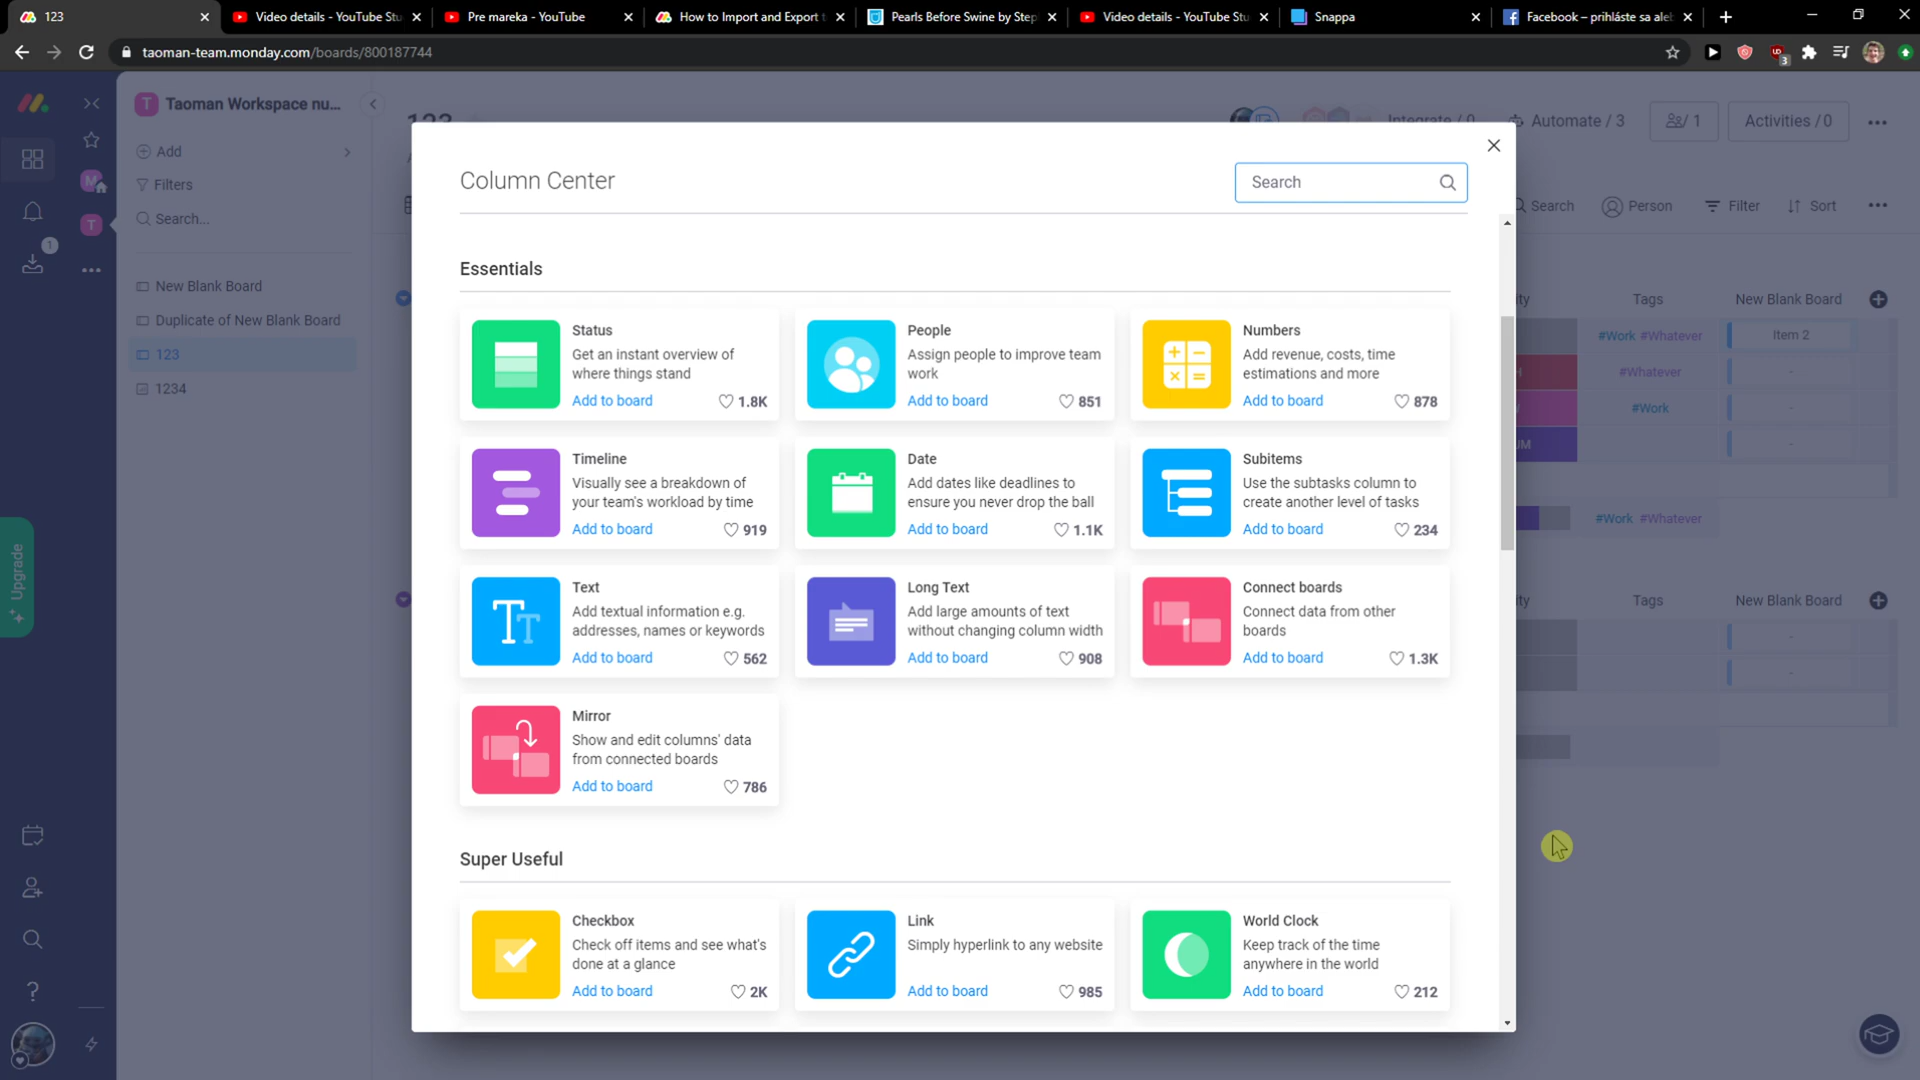 123
Video details - YouTube Stu
Pre mareka - YouTube
How to Import and Export t
Pearls Before Swine by Step
Video details - YouTube Stu
Snappa
Facebook – prihláste sa aleb
taoman-team.monday.com/boards/800187744
3
T Taoman Workspace nu...
Add
Filters
Search...
New Blank Board
Duplicate of New Blank Board
123
1234
M
T
1
Upgrade
?
123
Integrate / 0
Automate / 3
/ 1
Activities / 0
Search
Person
Filter
Sort
Column Center
Search
Essentials
Status
Get an instant overview of
where things stand
Add to board
1.8K
People
Assign people to improve team
work
Add to board
851
Numbers
Add revenue, costs, time
estimations and more
Add to board
878
Timeline
Visually see a breakdown of
your team's workload by time
Add to board
919
Date
Add dates like deadlines to
ensure you never drop the ball
Add to board
1.1K
Subitems
Use the subtasks column to
create another level of tasks
Add to board
234
Text
Add textual information e.g.
addresses, names or keywords
Add to board
562
Long Text
Add large amounts of text
without changing column width
Add to board
908
Connect boards
Connect data from other
boards
Add to board
1.3K
Mirror
Show and edit columns' data
from connected boards
Add to board
786
Super Useful
Checkbox
Check off items and see what's
done at a glance
Add to board
2K
Link
Simply hyperlink to any website
Add to board
985
World Clock
Keep track of the time
anywhere in the world
Add to board
212
ity
Tags
New Blank Board
#Work #Whatever
Item 2
H
#Whatever
-
#Work
-
UM
-
#Work #Whatever
ity
Tags
New Blank Board
-
-